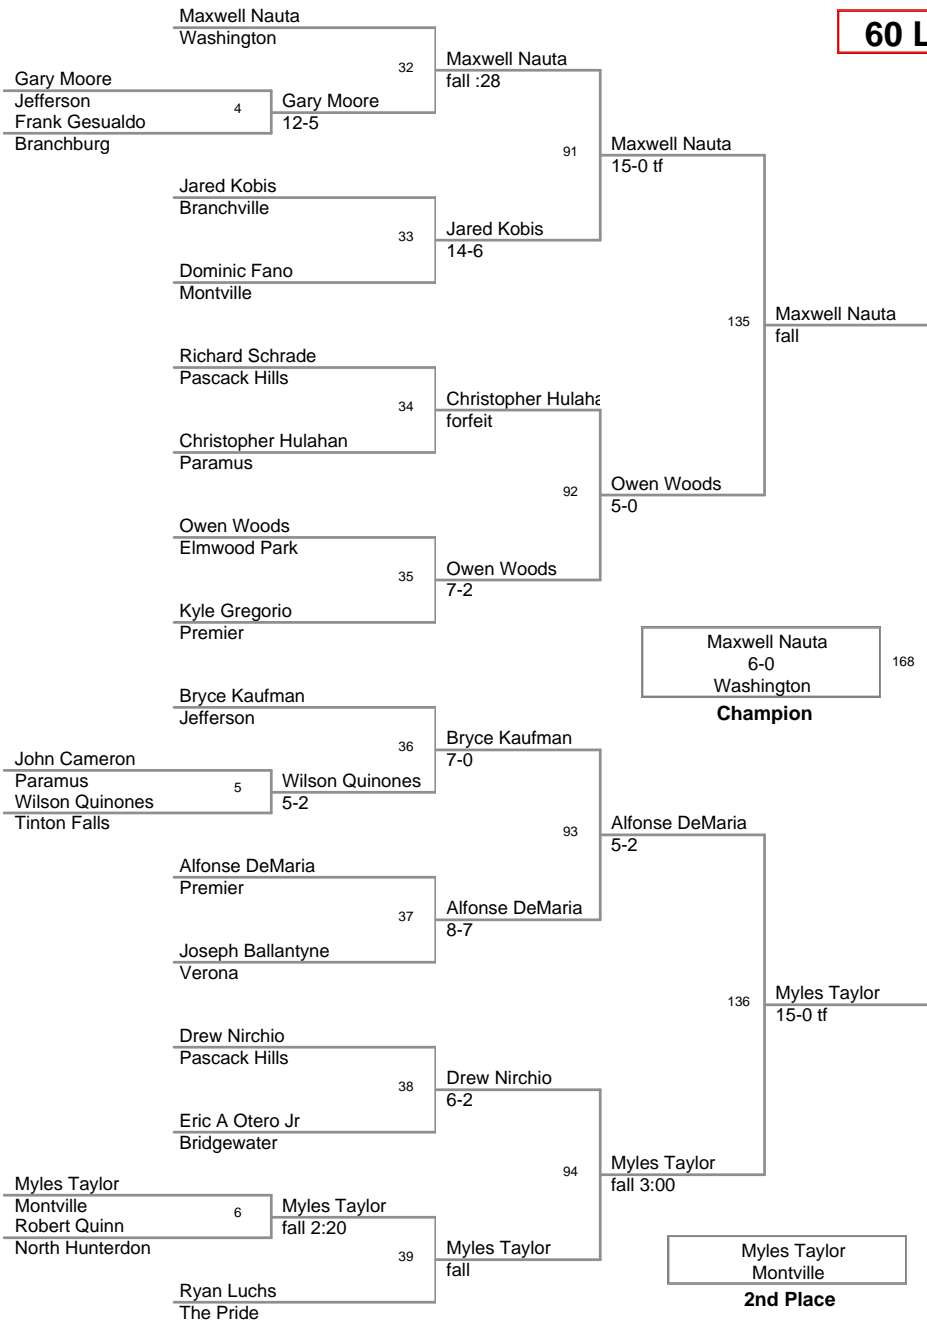 Maxwell Nauta
Washington
60 L
32
Maxwell Nauta
fall :28
Gary Moore
Jefferson
4
Gary Moore
12-5
Frank Gesualdo
Branchburg
91
Maxwell Nauta
15-0 tf
Jared Kobis
Branchville
33
Jared Kobis
14-6
Dominic Fano
Montville
135
Maxwell Nauta
fall
Richard Schrade
Pascack Hills
34
Christopher Hulaha
forfeit
Christopher Hulahan
Paramus
92
Owen Woods
5-0
Owen Woods
Elmwood Park
35
Owen Woods
7-2
Kyle Gregorio
Premier
Maxwell Nauta
6-0
Washington
168
Champion
Bryce Kaufman
Jefferson
36
Bryce Kaufman
7-0
John Cameron
Paramus
5
Wilson Quinones
5-2
Wilson Quinones
Tinton Falls
93
Alfonse DeMaria
5-2
Alfonse DeMaria
Premier
37
Alfonse DeMaria
8-7
Joseph Ballantyne
Verona
136
Myles Taylor
15-0 tf
Drew Nirchio
Pascack Hills
38
Drew Nirchio
6-2
Eric A Otero Jr
Bridgewater
94
Myles Taylor
fall 3:00
Myles Taylor
Montville
6
Myles Taylor
fall 2:20
Robert Quinn
North Hunterdon
39
Myles Taylor
fall
Ryan Luchs
The Pride
Myles Taylor
Montville
2nd Place